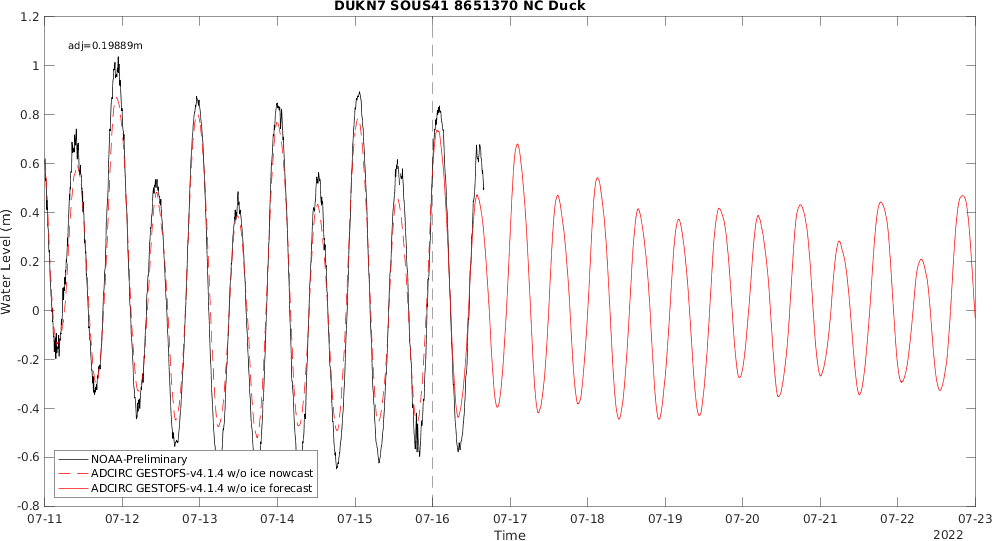 DUKN7 SOUS41 8651370 NC Duck
adj=0.19889m
1.2
1
0.8
0.6
0.4
0.2
0
-0.2
-0.4
-0.6
-0.8
Water Level (m)
NOAA-Preliminary
ADCIRC GESTOFS-v4.1.4 w/o ice nowcast
ADCIRC GESTOFS-v4.1.4 w/o ice forecast
07-11 07-12 07-13 07-14 07-15 07-16 07-17 07-18 07-19 07-20 07-21 07-22 07-23
Time
2022